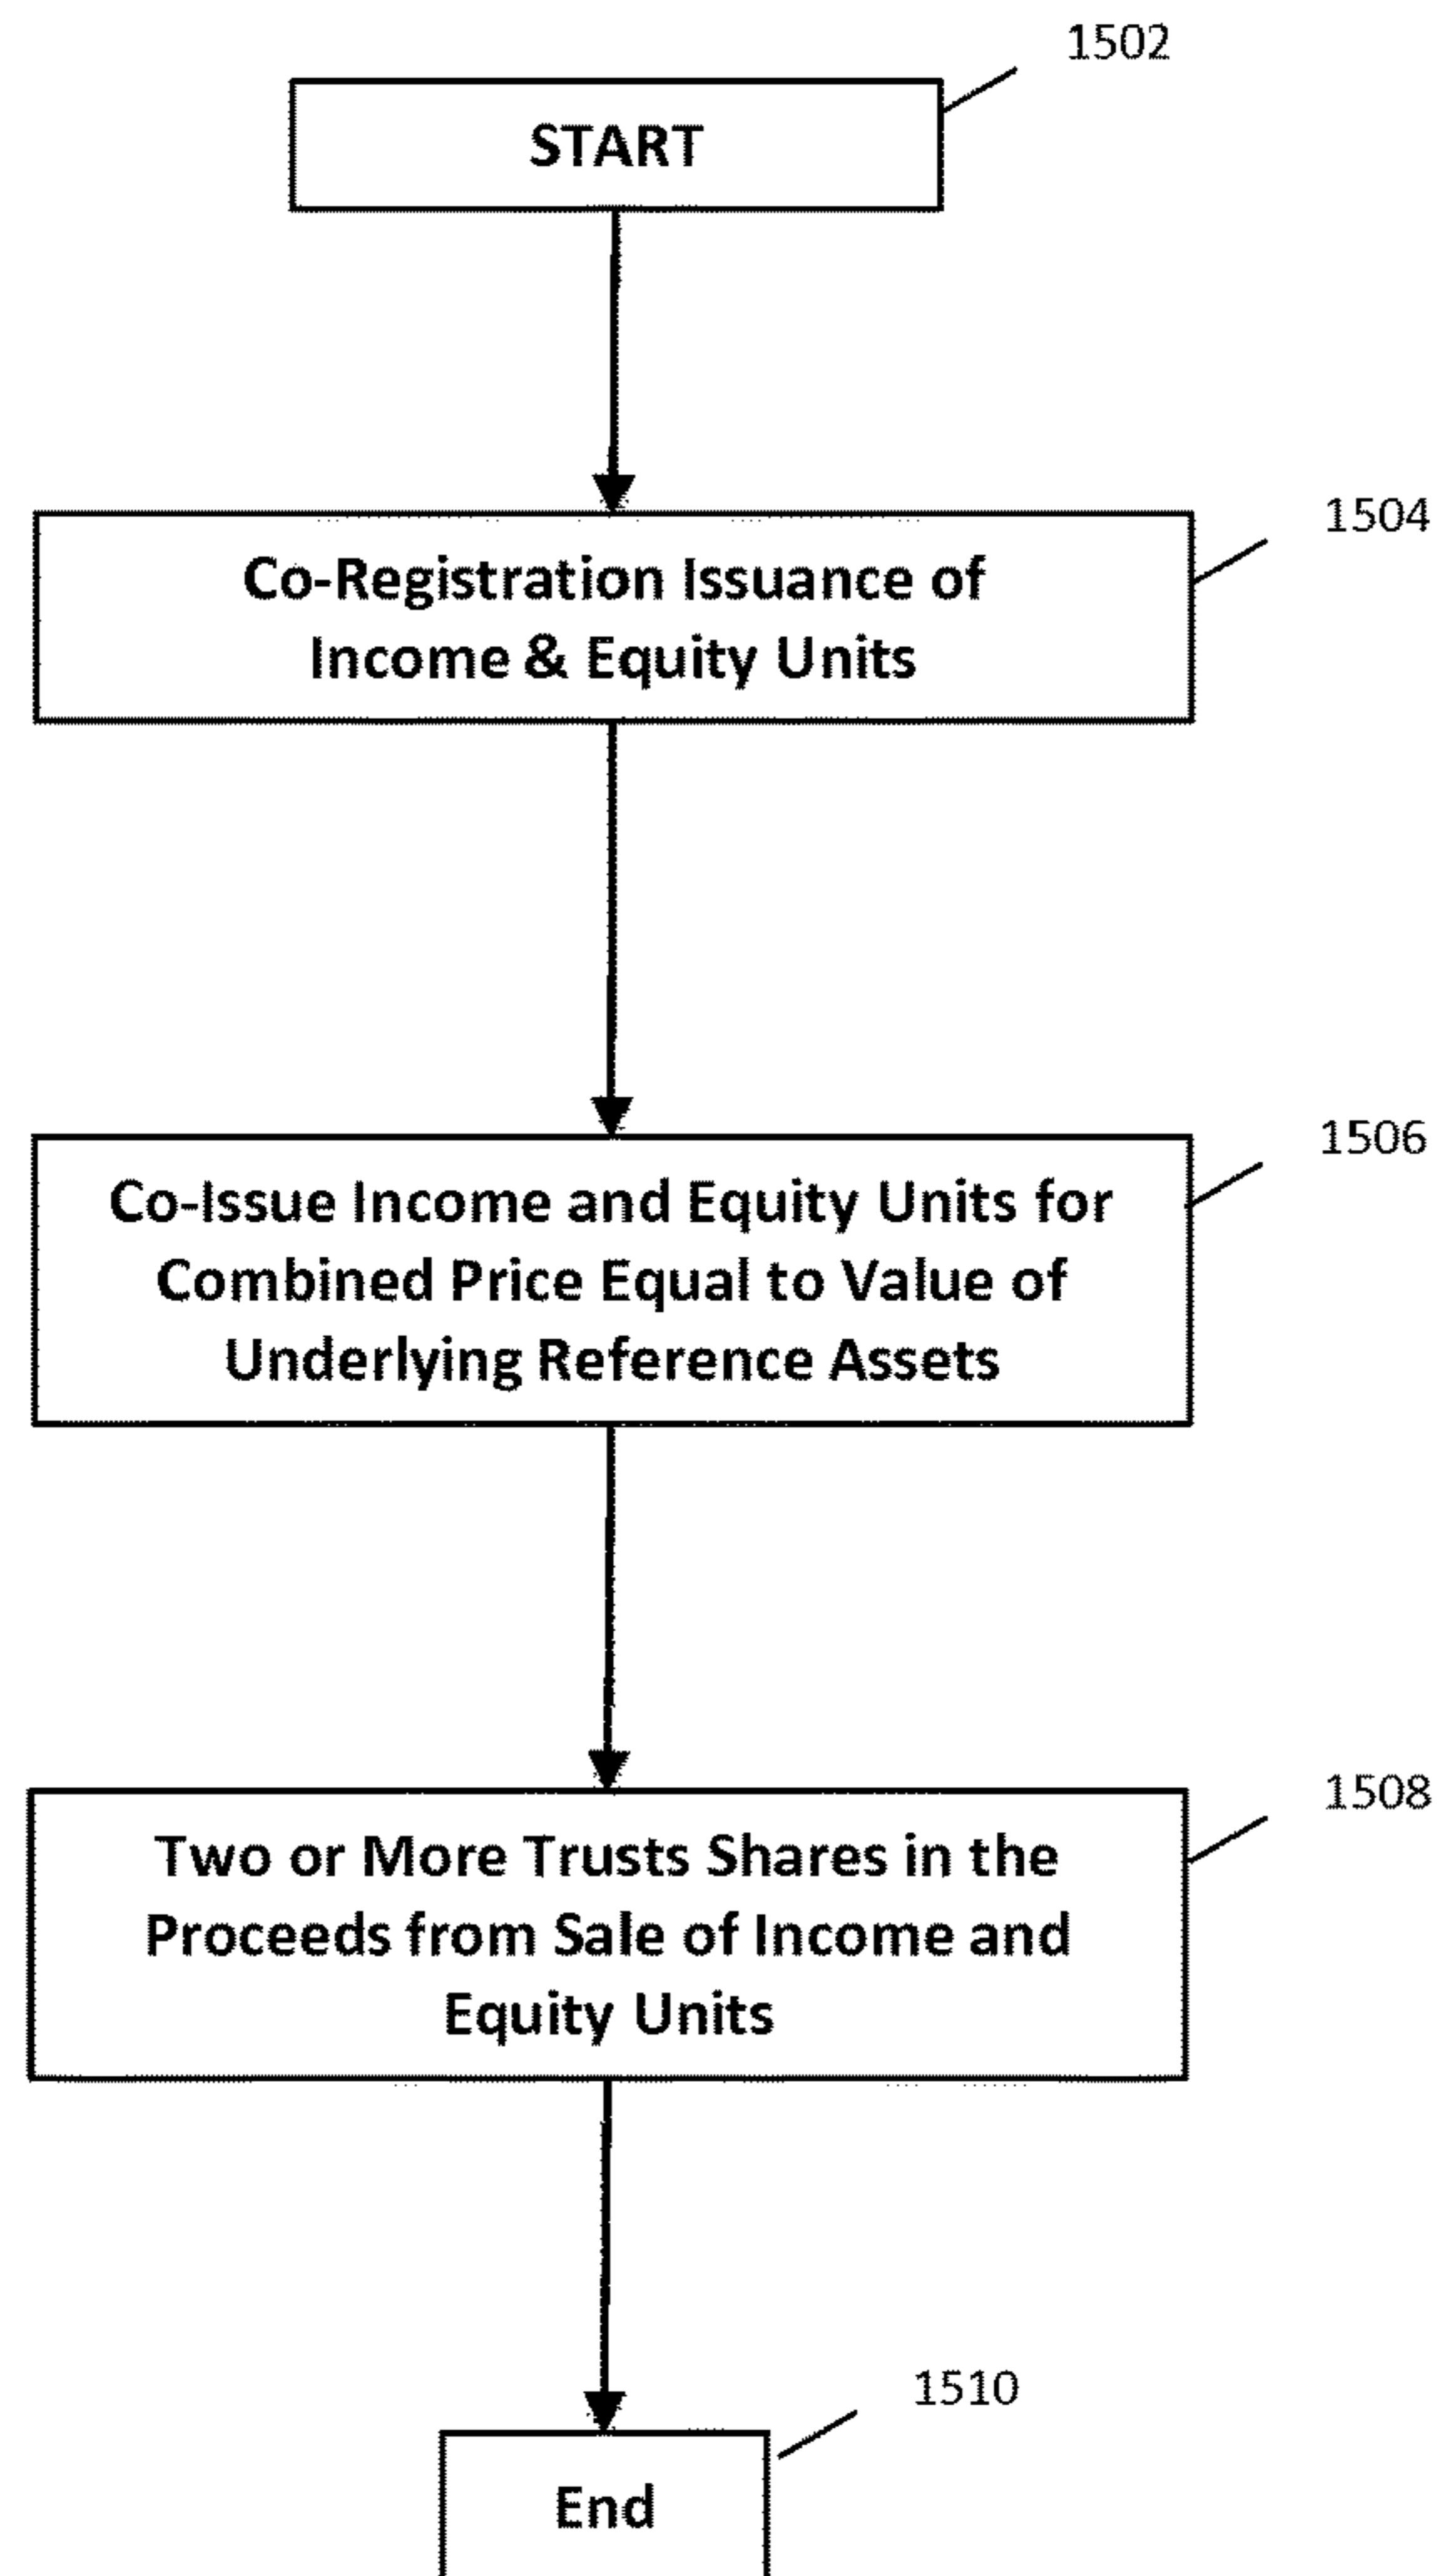 1502
START
1504
Co-Registration Issuance of
Income & Equity Units
1506
Co-Issue Income and Equity Units for
Combined Price Equal to Value of
Underlying Reference Assets
1508
Two or More Trusts Shares in the
Proceeds from Sale of Income and
Equity Units
1510
End